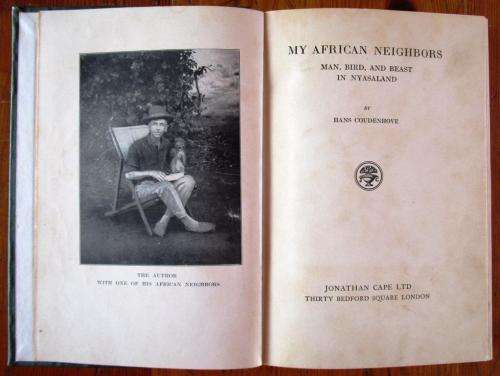 THE AUTHOR
WITH ONE OF HIS AFRICAN NEIGHBORS
MY AFRICAN NEIGHBORS
MAN, BIRD, AND BEAST
IN NYASALAND
BY
HANS COUDENHOVE
JONATHAN CAPE LTD
THIRTY BEDFORD SQUARE LONDON